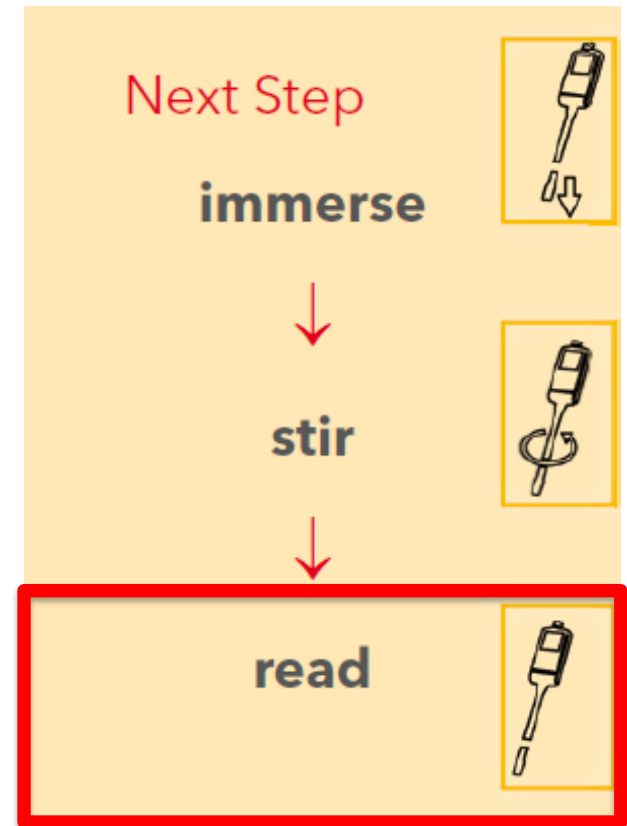 Next Step
immerse
↓
stir
↓
read